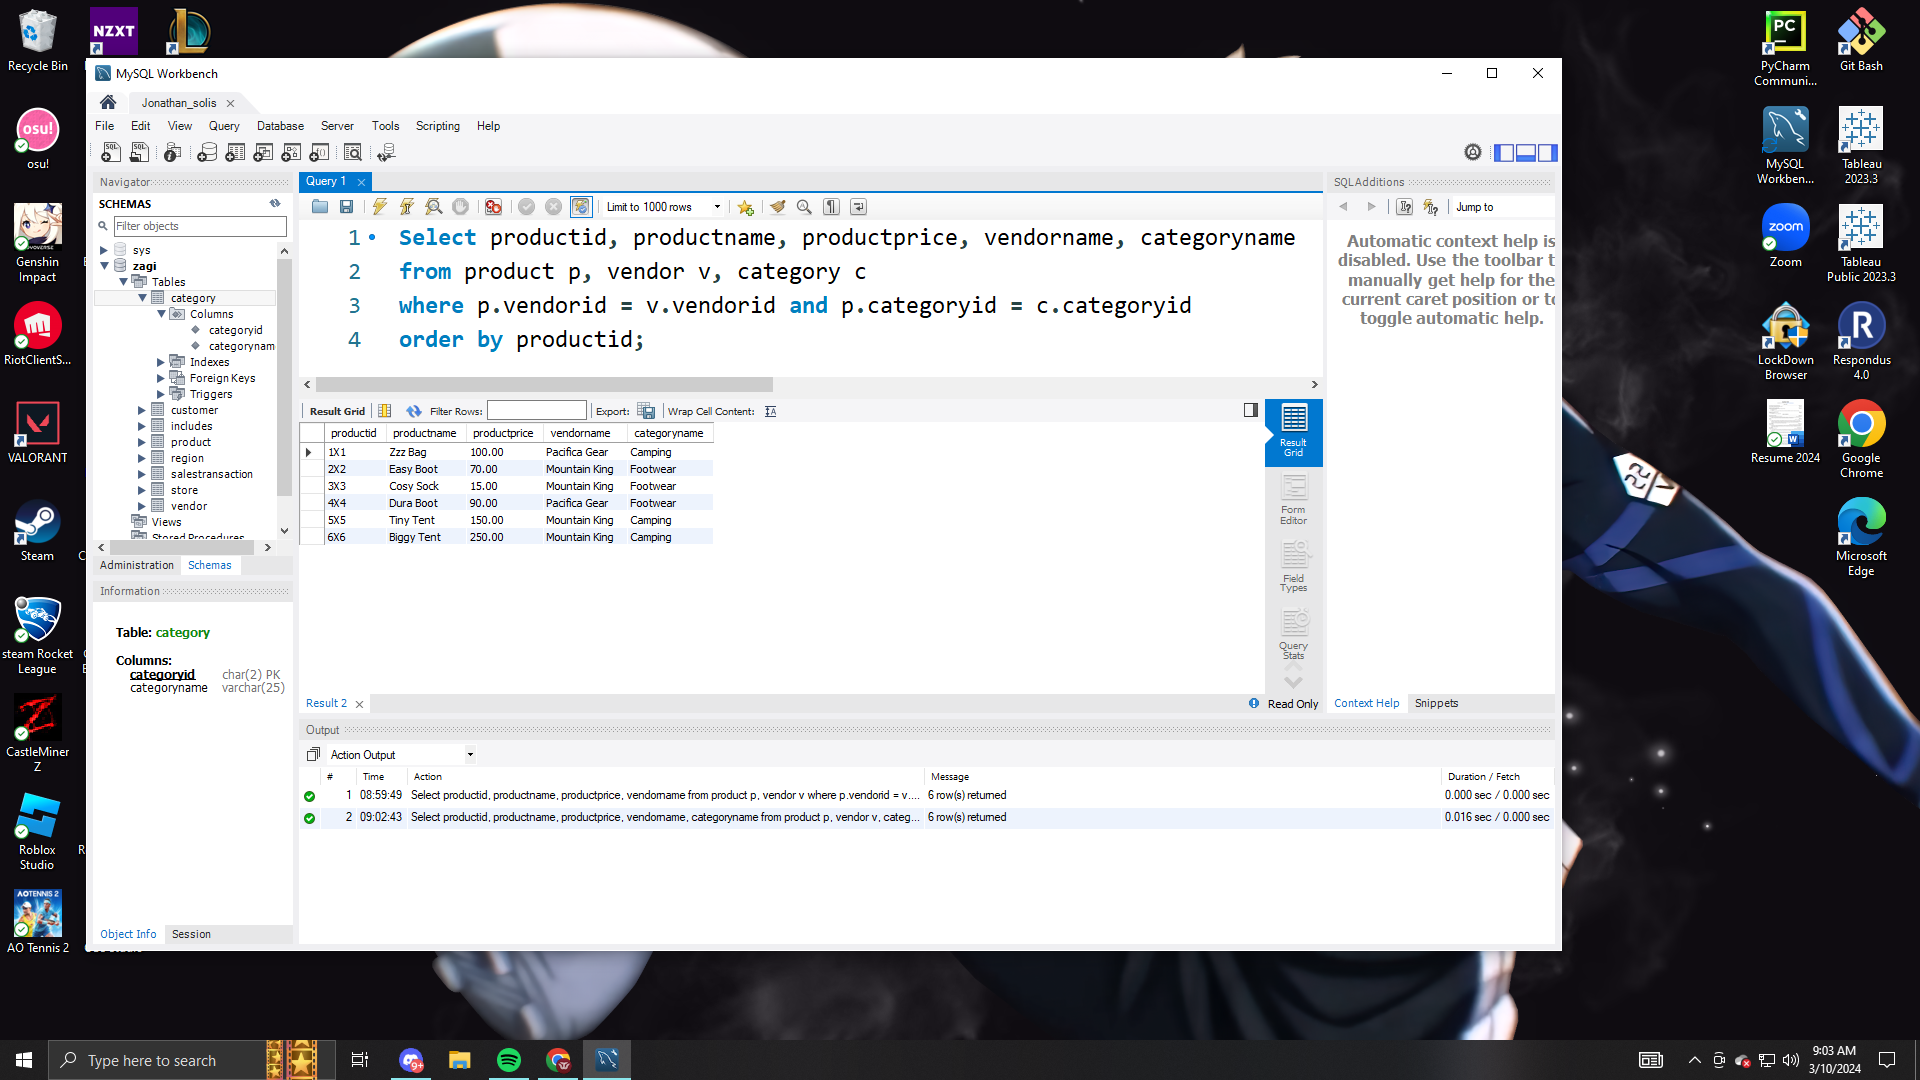 Recycle Bin
NZXT
osu!
osu!
Genshin
Impact
RiotClientS...
VALORANT
Steam
steam Rocket
League
CastleMiner
Z
Roblox
Studio
AO TENNIS 2
AO Tennis 2
MySQL Workbench
Jonathan_solis
File Edit View Query Database Server Tools Scripting Help
Navigator
SCHEMAS
Filter objects
sys
zagi
Tables
category
Columns
categoryid
categorynam
Indexes
Foreign Keys
Triggers
customer
includes
product
region
salestransaction
store
vendor
Views
Stored Procedures
Administration Schemas
Information
Table: category
Columns:
categoryid char(2) PK
categoryname varchar(25)
Object Info Session
Query 1
Limit to 1000 rows
1 Select productid, productname, productprice, vendorname, categoryname
2 from product p, vendor v, category c
3 where p.vendorid = v.vendorid and p.categoryid = c.categoryid
4 order by productid;
Result Grid Filter Rows: Export: Wrap Cell Content:
productid productname productprice vendorname categoryname
1X1 Zzz Bag 100.00 Pacifica Gear Camping
2X2 Easy Boot 70.00 Mountain King Footwear
3X3 Cosy Sock 15.00 Mountain King Footwear
4X4 Dura Boot 90.00 Pacifica Gear Footwear
5X5 Tiny Tent 150.00 Mountain King Camping
6X6 Biggy Tent 250.00 Mountain King Camping
Result
Grid
Form
Editor
Field
Types
Query
Stats
Result 2
Read Only
Output
Action Output
# Time Action Message Duration / Fetch
1 08:59:49 Select productid, productname, productprice, vendorname from product p, vendor v where p.vendorid = v.... 6 row(s) returned 0.000 sec / 0.000 sec
2 09:02:43 Select productid, productname, productprice, vendorname, categoryname from product p, vendor v, categ... 6 row(s) returned 0.016 sec / 0.000 sec
SQLAdditions
Jump to
Automatic context help is
disabled. Use the toolbar t
manually get help for the
current caret position or to
toggle automatic help.
Context Help Snippets
PC
PyCharm
Communi...
Git Bash
MySQL
Workben...
Tableau
2023.3
zoom
Zoom
Tableau
Public 2023.3
LockDown
Browser
R
Respondus
4.0
Resume 2024
Google
Chrome
Microsoft
Edge
Type here to search
9+
9:03 AM
3/10/2024